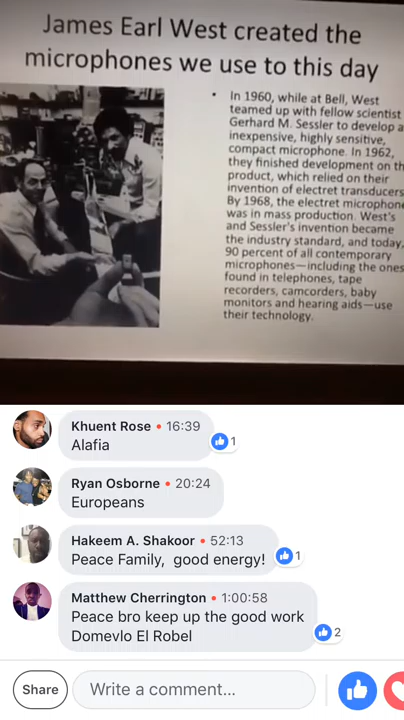 James Earl West created the
microphones we use to this day
• In 1960, while at Bell, West
teamed up with fellow scientist
Gerhard M. Sessler to develop a
inexpensive, highly sensitive,
compact microphone. In 1962,
they finished development on th
product, which relied on their
invention of electret transducers
By 1968, the electret microphone
was in mass production. West's
and Sessler's invention became
the industry standard, and today,
90 percent of all contemporary
microphones—including the ones
found in telephones, tape
recorders, camcorders, baby
monitors and hearing aids—use
their technology.
Khuent Rose • 16:39
Alafia
1
Ryan Osborne • 20:24
Europeans
Hakeem A. Shakoor • 52:13
Peace Family, good energy!
1
Matthew Cherrington • 1:00:58
Peace bro keep up the good work
Domevlo El Robel
2
Share
Write a comment...